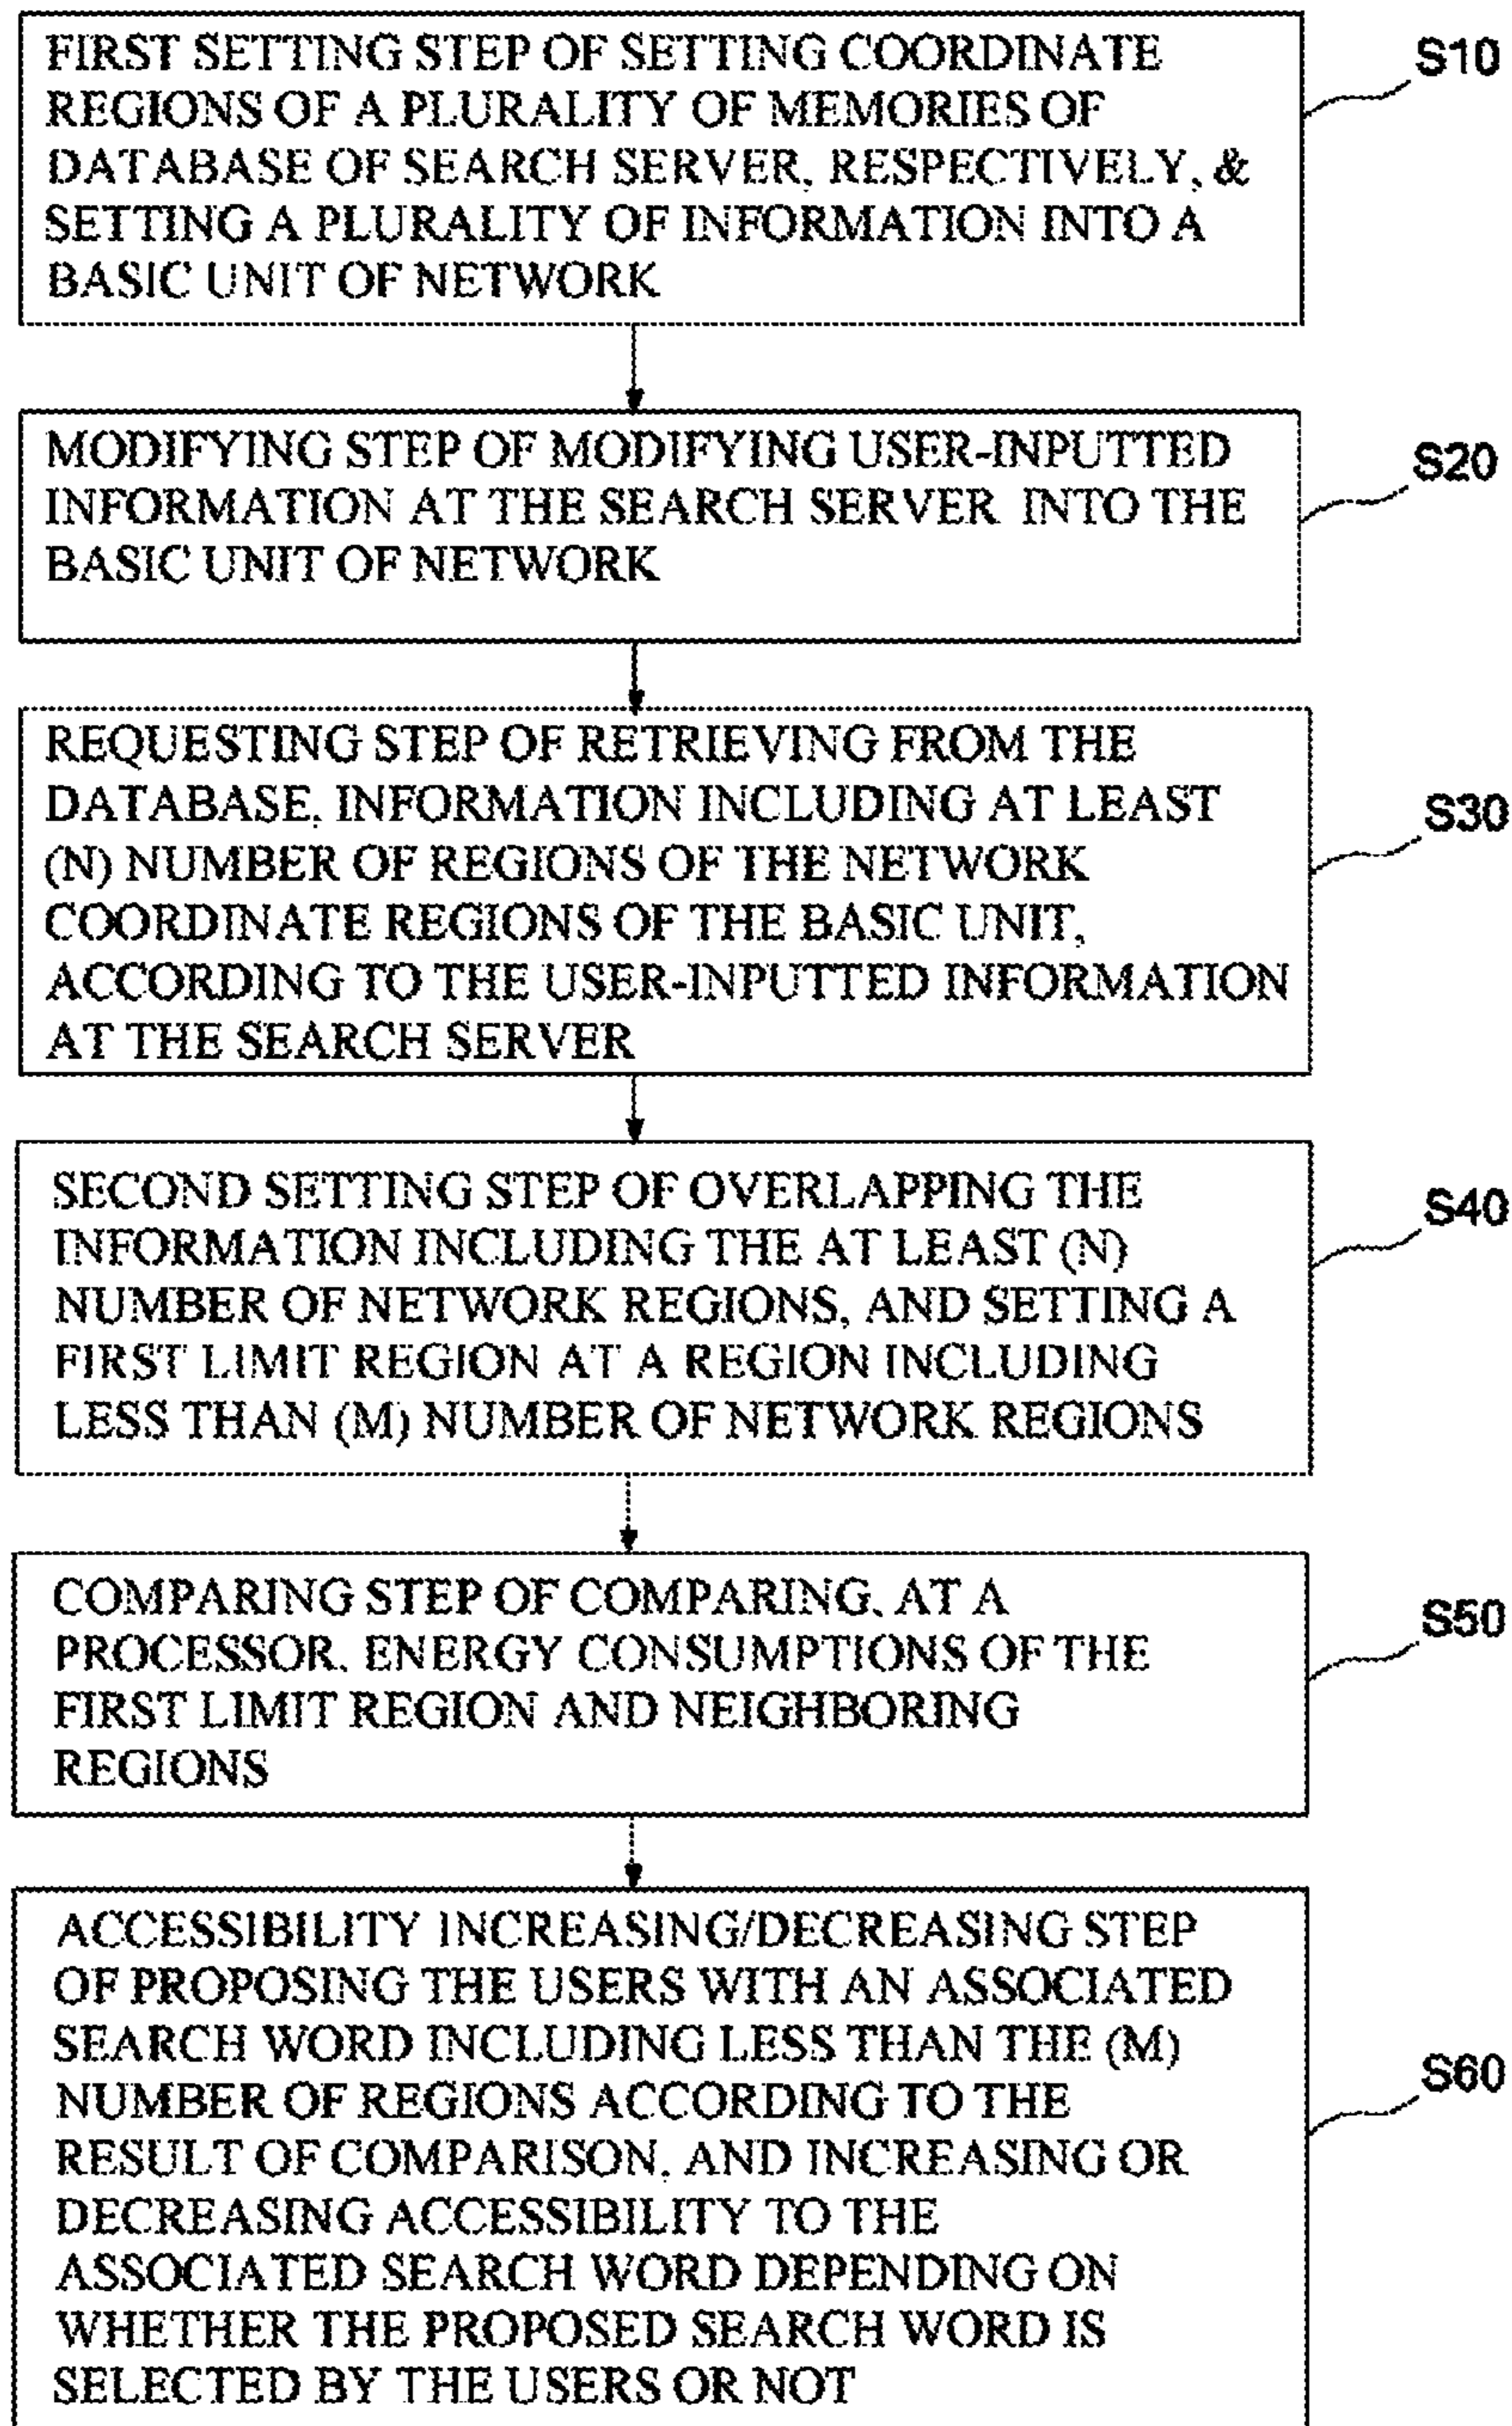 FIRST SETTING STEP OF SETTING COORDINATE
REGIONS OF A PLURALITY OF MEMORIES OF
DATABASE OF SEARCH SERVER, RESPECTIVELY, &
SETTING A PLURALITY OF INFORMATION INTO A
BASIC UNIT OF NETWORK
S10
MODIFYING STEP OF MODIFYING USER-INPUTTED
INFORMATION AT THE SEARCH SERVER INTO THE
BASIC UNIT OF NETWORK
S20
REQUESTING STEP OF RETRIEVING FROM THE
DATABASE, INFORMATION INCLUDING AT LEAST
(N) NUMBER OF REGIONS OF THE NETWORK
COORDINATE REGIONS OF THE BASIC UNIT,
ACCORDING TO THE USER-INPUTTED INFORMATION
AT THE SEARCH SERVER
S30
SECOND SETTING STEP OF OVERLAPPING THE
INFORMATION INCLUDING THE AT LEAST (N)
NUMBER OF NETWORK REGIONS, AND SETTING A
FIRST LIMIT REGION AT A REGION INCLUDING
LESS THAN (M) NUMBER OF NETWORK REGIONS
S40
COMPARING STEP OF COMPARING, AT A
PROCESSOR, ENERGY CONSUMPTIONS OF THE
FIRST LIMIT REGION AND NEIGHBORING
REGIONS
S50
ACCESSIBILITY INCREASING/DECREASING STEP
OF PROPOSING THE USERS WITH AN ASSOCIATED
SEARCH WORD INCLUDING LESS THAN THE (M)
NUMBER OF REGIONS ACCORDING TO THE
RESULT OF COMPARISON, AND INCREASING OR
DECREASING ACCESSIBILITY TO THE
ASSOCIATED SEARCH WORD DEPENDING ON
WHETHER THE PROPOSED SEARCH WORD IS
SELECTED BY THE USERS OR NOT
S60